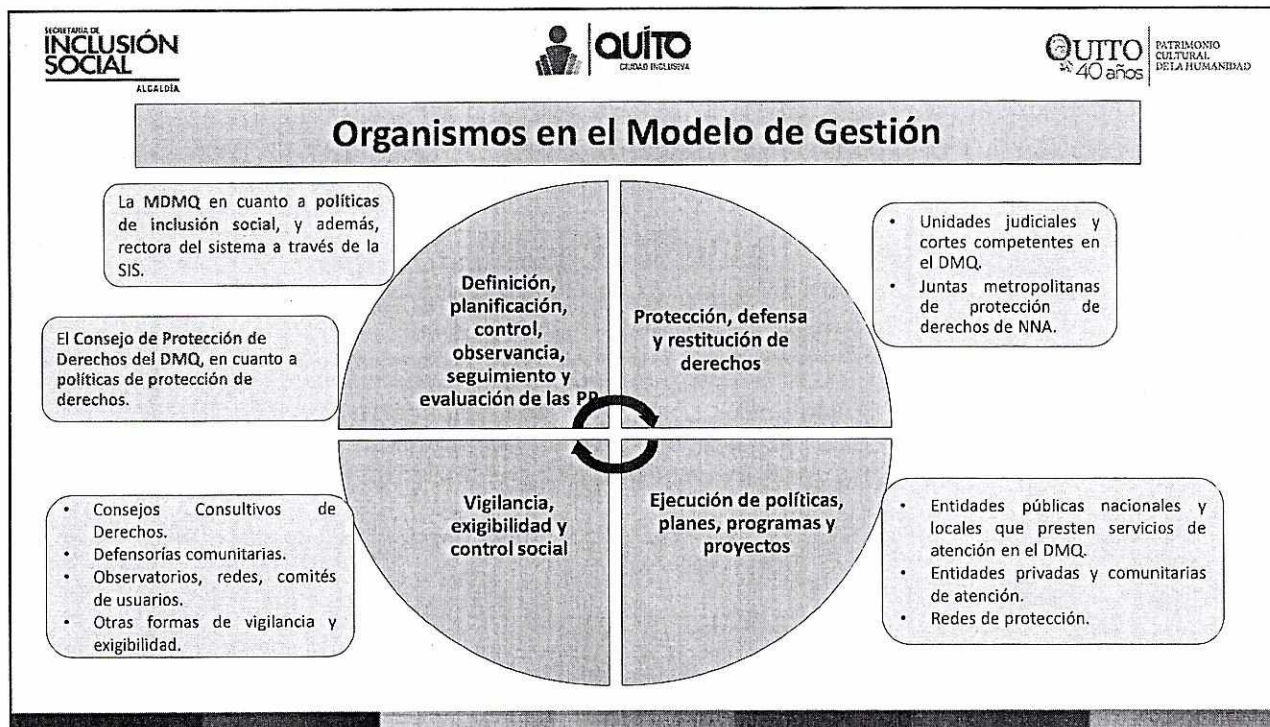 SECRETARÍA DE
INCLUSIÓN
SOCIAL
ALCALDÍA
QUÍTO
CIUDAD INCLUSIVA
QUITO
40 años
PATRIMONIO
CULTURAL
DE LA HUMANIDAD
Organismos en el Modelo de Gestión
La MDMQ en cuanto a políticas
de inclusión social, y además,
rectora del sistema a través de la
SIS.
El Consejo de Protección de
Derechos del DMQ, en cuanto a
políticas de protección de
derechos.
Definición,
planificación,
control,
observancia,
seguimiento y
evaluación de las PP
Protección, defensa
y restitución de
derechos
• Unidades judiciales y
cortes competentes en
el DMQ.
• Juntas metropolitanas
de protección de
derechos de NNA.
• Consejos Consultivos de
Derechos.
• Defensorías comunitarias.
• Observatorios, redes, comités
de usuarios.
• Otras formas de vigilancia y
exigibilidad.
Vigilancia,
exigibilidad y
control social
Ejecución de políticas,
planes, programas y
proyectos
• Entidades públicas nacionales y
locales que presten servicios de
atención en el DMQ.
• Entidades privadas y comunitarias
de atención.
• Redes de protección.